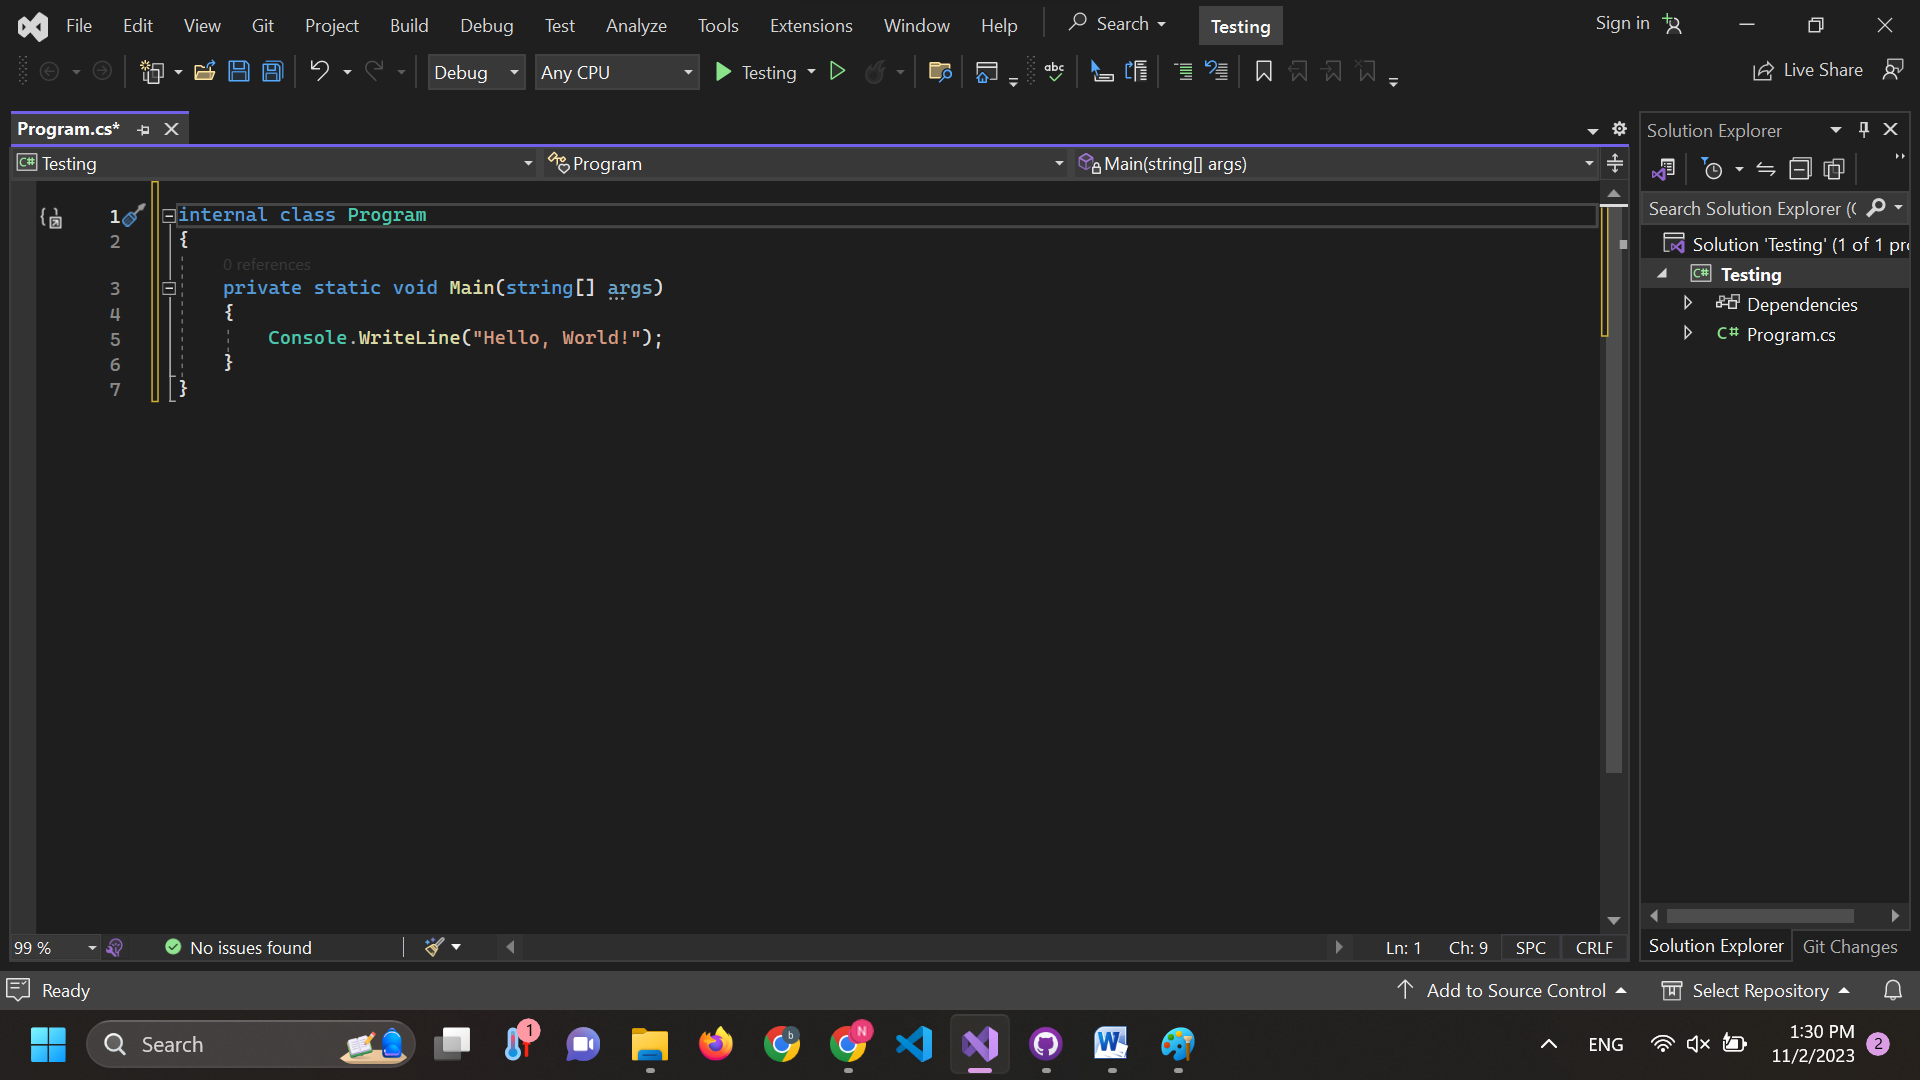 File Edit View Git Project Build Debug Test Analyze Tools Extensions Window Help Search Testing Sign in
Debug Any CPU Testing abc Live Share
Program.cs*
Testing Program Main(string[] args)
1 internal class Program
2 {
0 references
3 private static void Main(string[] args)
4 {
5 Console.WriteLine("Hello, World!");
6 }
7 }
99 % No issues found Ln: 1 Ch: 9 SPC CRLF
Solution Explorer
Search Solution Explorer (
Solution 'Testing' (1 of 1 pr
C# Testing
Dependencies
C# Program.cs
Solution Explorer Git Changes
Ready Add to Source Control Select Repository
Search 1 b N W ENG 1:30 PM 2
11/2/2023